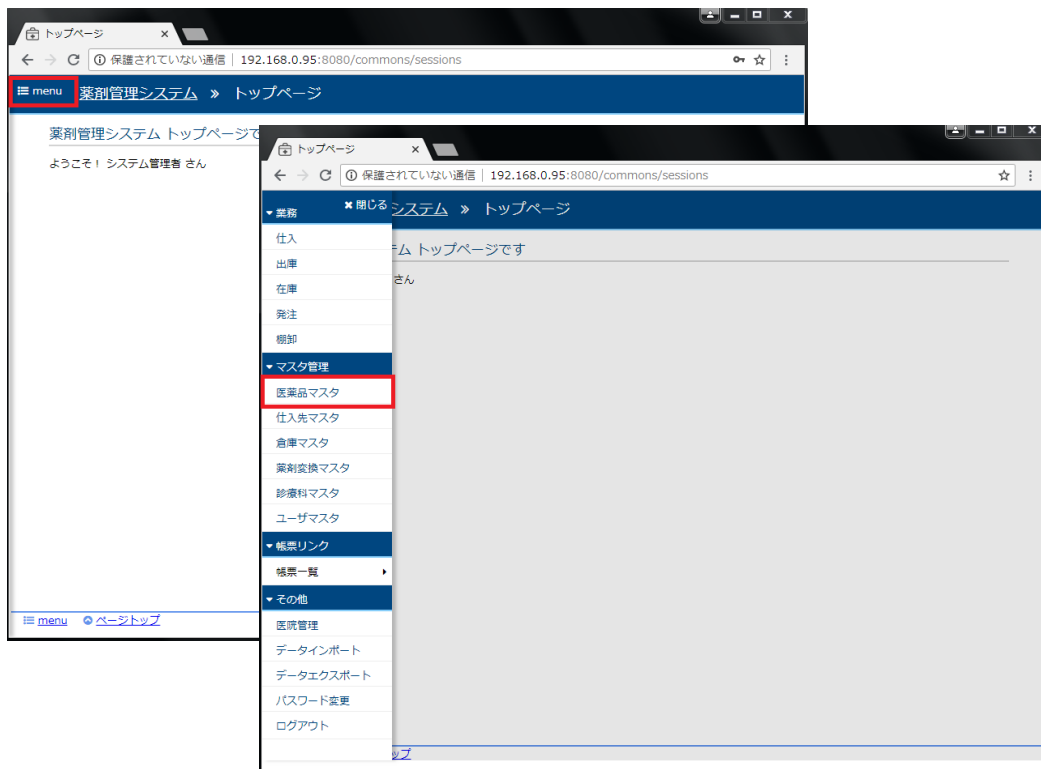 トップページ
保護されていない通信 | 192.168.0.95:8080/commons/sessions
menu 薬剤管理システム » トップページ
薬剤管理システム トップページで
ようこそ！ システム管理者 さん
menu ページトップ
トップページ
保護されていない通信 | 192.168.0.95:8080/commons/sessions
業務 閉じる システム » トップページ
テム トップページです
さん
仕入
出庫
在庫
発注
棚卸
マスタ管理
医薬品マスタ
仕入先マスタ
倉庫マスタ
薬剤変換マスタ
診療科マスタ
ユーザマスタ
帳票リンク
帳票一覧
その他
医院管理
データインポート
データエクスポート
パスワード変更
ログアウト
ップ